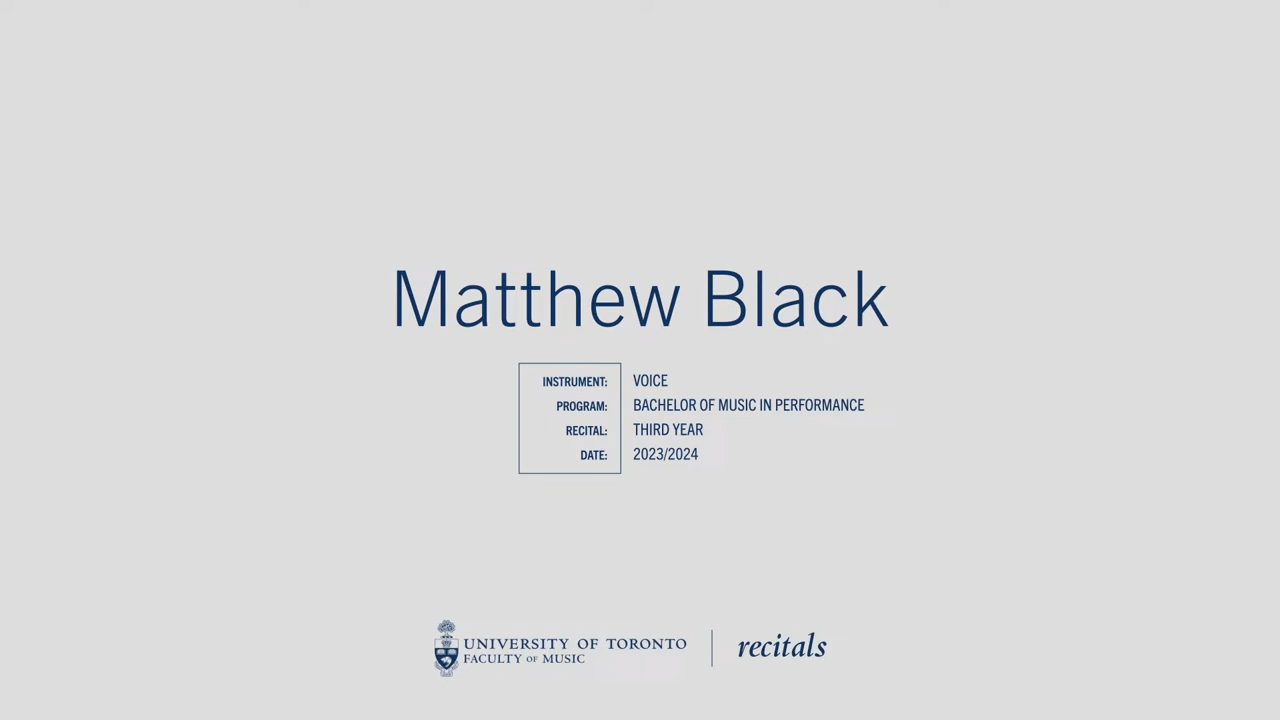 Matthew Black
INSTRUMENT: VOICE
PROGRAM: BACHELOR OF MUSIC IN PERFORMANCE
RECITAL: THIRD YEAR
DATE: 2023/2024
UNIVERSITY OF TORONTO
FACULTY OF MUSIC
recitals